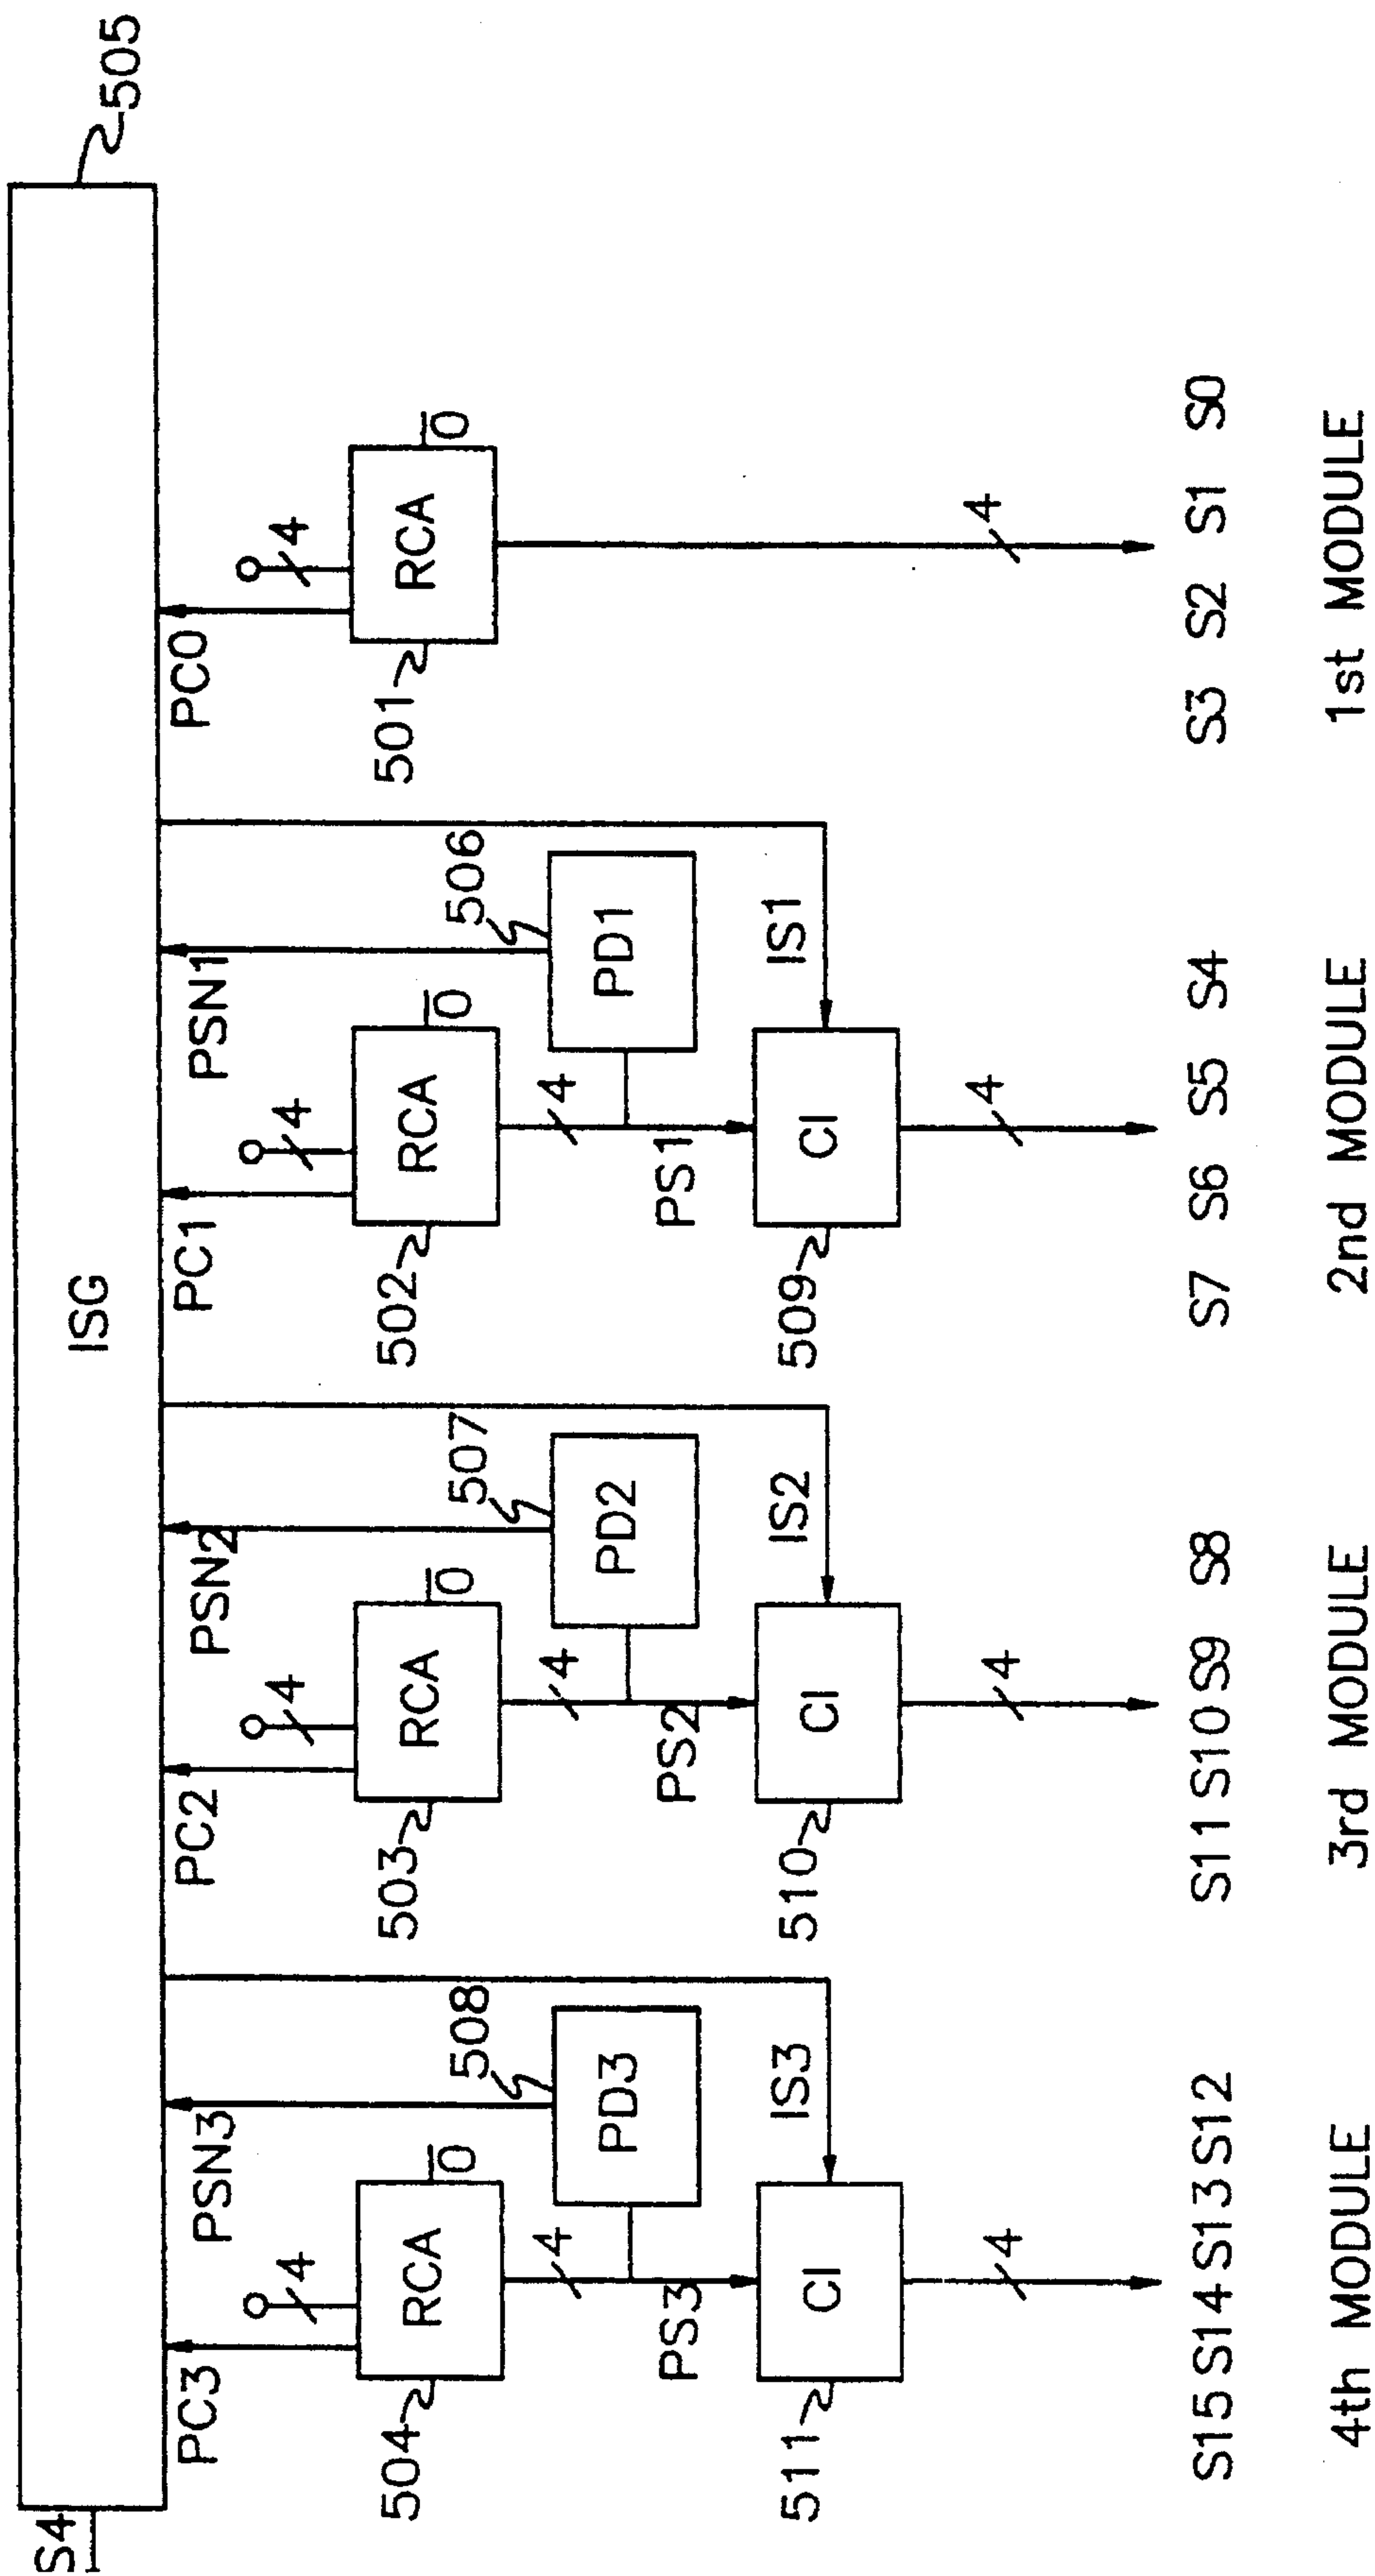 505
ISG
S4
PC3
PSN3
PC2
PSN2
PC1
PSN1
PC0
4
4
4
4
504
RCA
0
508
503
RCA
0
507
502
RCA
0
506
501
RCA
0
4
PD3
4
PD2
4
PD1
PS3
IS3
PS2
IS2
PS1
IS1
511
CI
510
CI
509
CI
4
4
4
4
S15 S14 S13 S12
S11 S10 S9 S8
S7 S6 S5 S4
S3 S2 S1 S0
4th MODULE
3rd MODULE
2nd MODULE
1st MODULE